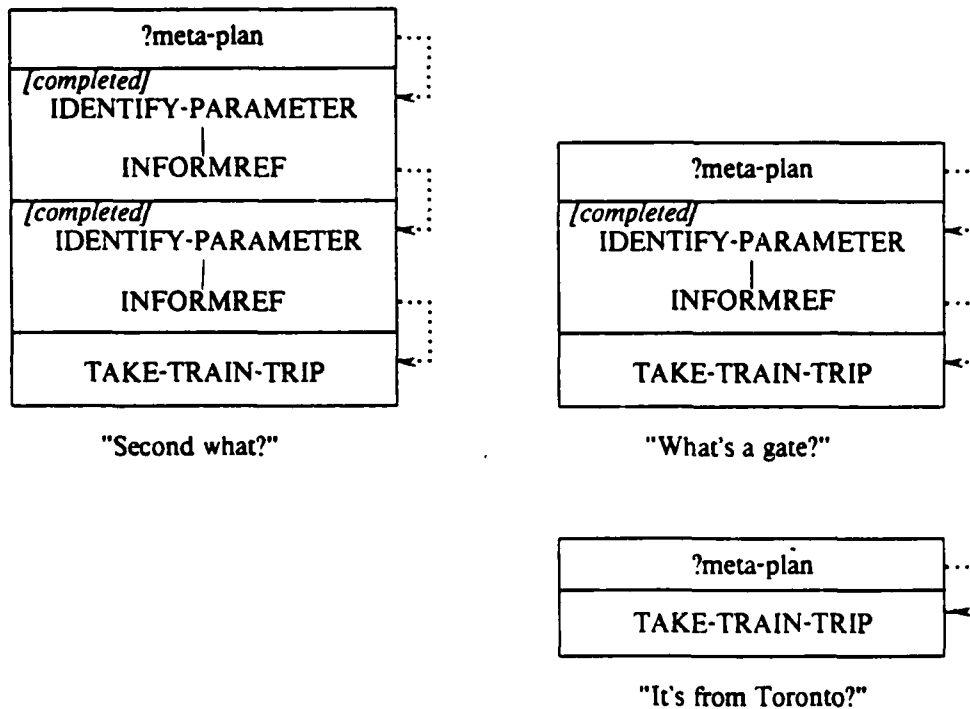 ?meta-plan
[completed]
IDENTIFY-PARAMETER
INFORMREF
[completed]
IDENTIFY-PARAMETER
INFORMREF
TAKE-TRAIN-TRIP
"Second what?"
?meta-plan
[completed]
IDENTIFY-PARAMETER
INFORMREF
TAKE-TRAIN-TRIP
"What's a gate?"
?meta-plan
TAKE-TRAIN-TRIP
"It's from Toronto?"